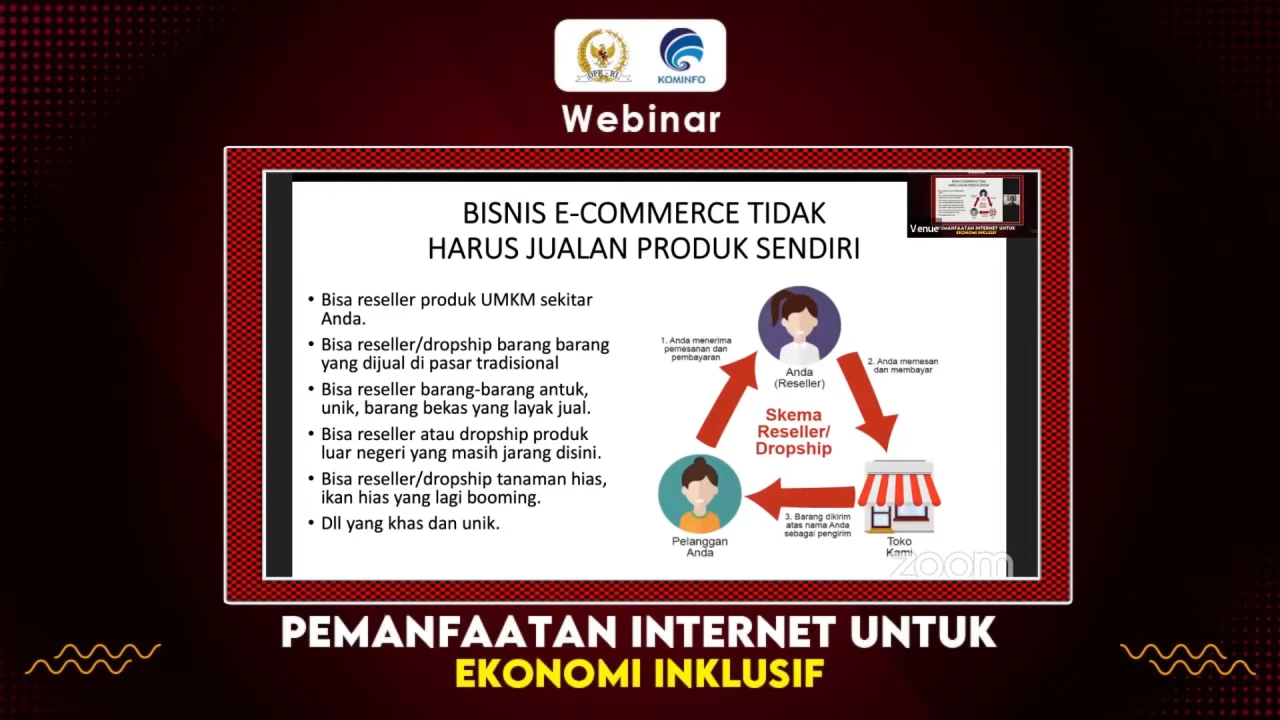 DPR - RI
KOMINFO
Webinar
BISNIS E-COMMERCE TIDAK
HARUS JUALAN PRODUK SENDIRI
• Bisa reseller produk UMKM sekitar
Anda.
• Bisa reseller/dropship barang barang
yang dijual di pasar tradisional
• Bisa reseller barang-barang antuk,
unik, barang bekas yang layak jual.
• Bisa reseller atau dropship produk
luar negeri yang masih jarang disini.
• Bisa reseller/dropship tanaman hias,
ikan hias yang lagi booming.
• Dll yang khas dan unik.
1. Anda menerima
pemesanan dan
pembayaran
Anda
(Reseller)
2. Anda memesan
dan membayar
Skema
Reseller/
Dropship
3. Barang dikirim
atas nama Anda
sebagai pengirim
Pelanggan
Anda
Toko
Kami
zoom
Venue
PEMANFAATAN INTERNET UNTUK
EKONOMI INKLUSIF
PEMANFAATAN INTERNET UNTUK
EKONOMI INKLUSIF